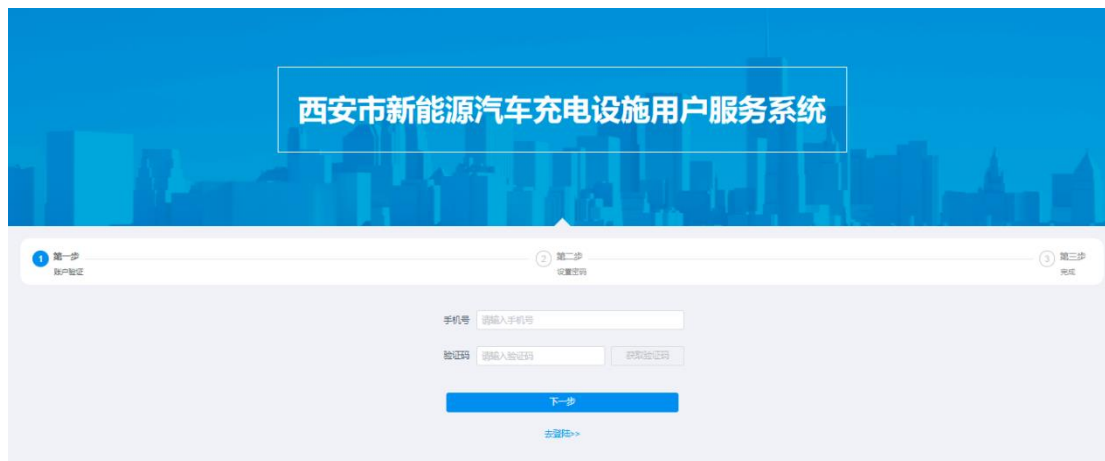 西安市新能源汽车充电设施用户服务系统
1 第一步
账户验证
2 第二步
设置密码
3 第三步
完成
手机号 请输入手机号
验证码 请输入验证码 获取验证码
下一步
去登陆>>